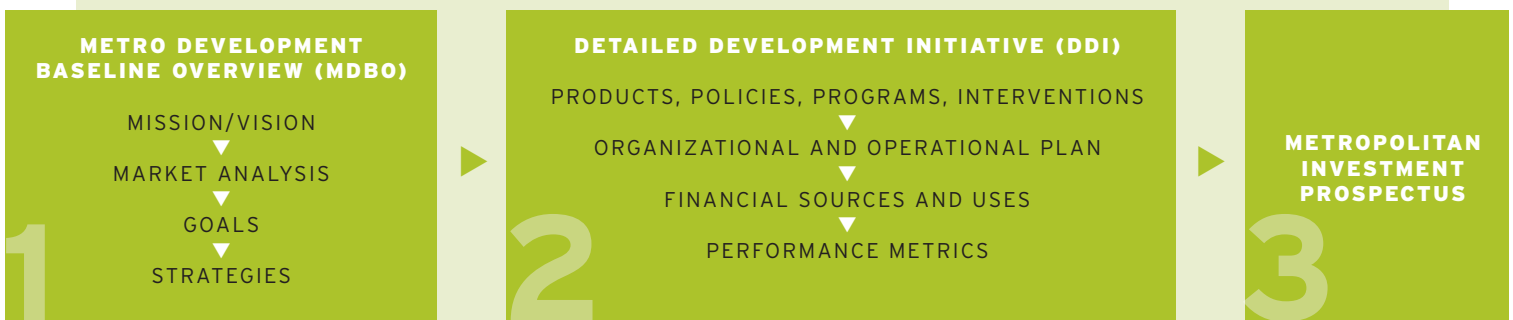 1
METRO DEVELOPMENT
BASELINE OVERVIEW (MDBO)
MISSION/VISION
MARKET ANALYSIS
GOALS
STRATEGIES
2
DETAILED DEVELOPMENT INITIATIVE (DDI)
PRODUCTS, POLICIES, PROGRAMS, INTERVENTIONS
ORGANIZATIONAL AND OPERATIONAL PLAN
FINANCIAL SOURCES AND USES
PERFORMANCE METRICS
3
METROPOLITAN
INVESTMENT
PROSPECTUS